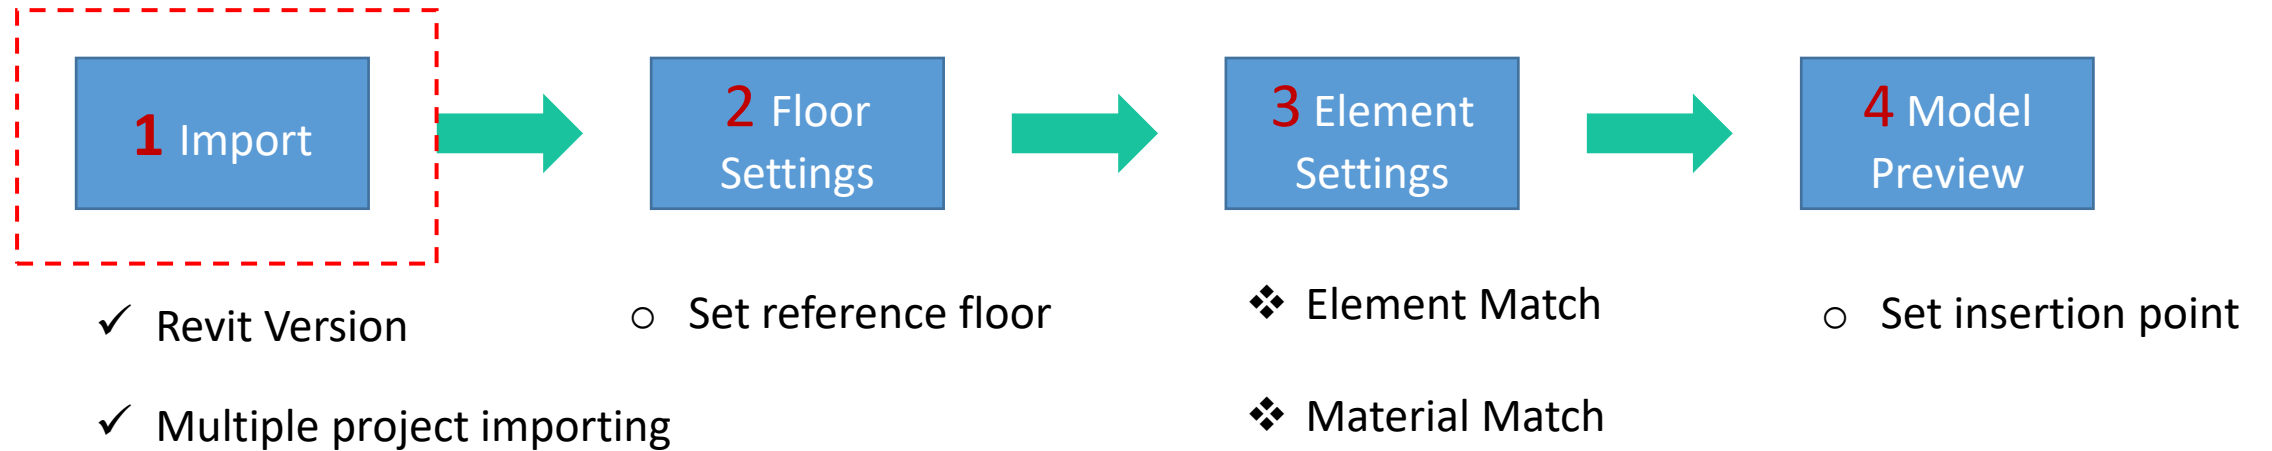 1 Import
2 Floor
Settings
3 Element
Settings
4 Model
Preview
✓ Revit Version
✓ Multiple project importing
o Set reference floor
❖ Element Match
❖ Material Match
o Set insertion point